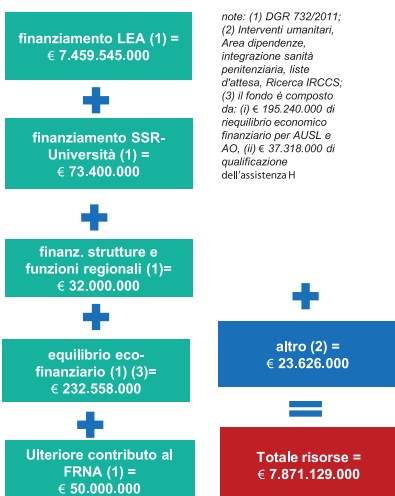 finanziamento LEA (1) =
€ 7.459.545.000
finanziamento SSR-
Università (1) =
€ 73.400.000
finanz. strutture e
funzioni regionali (1)=
€ 32.000.000
equilibrio eco-
finanziario (1) (3)=
€ 232.558.000
Ulteriore contributo al
FRNA (1) =
€ 50.000.000
note: (1) DGR 732/2011;
(2) Interventi umanitari,
Area dipendenze,
integrazione sanità
penitenziaria, liste
d'attesa, Ricerca IRCCS;
(3) il fondo è composto
da: (i) € 195.240.000 di
riequilibrio economico
finanziario per AUSL e
AO, (ii) € 37.318.000 di
qualificazione
dell'assistenza H
altro (2) =
€ 23.626.000
Totale risorse =
€ 7.871.129.000